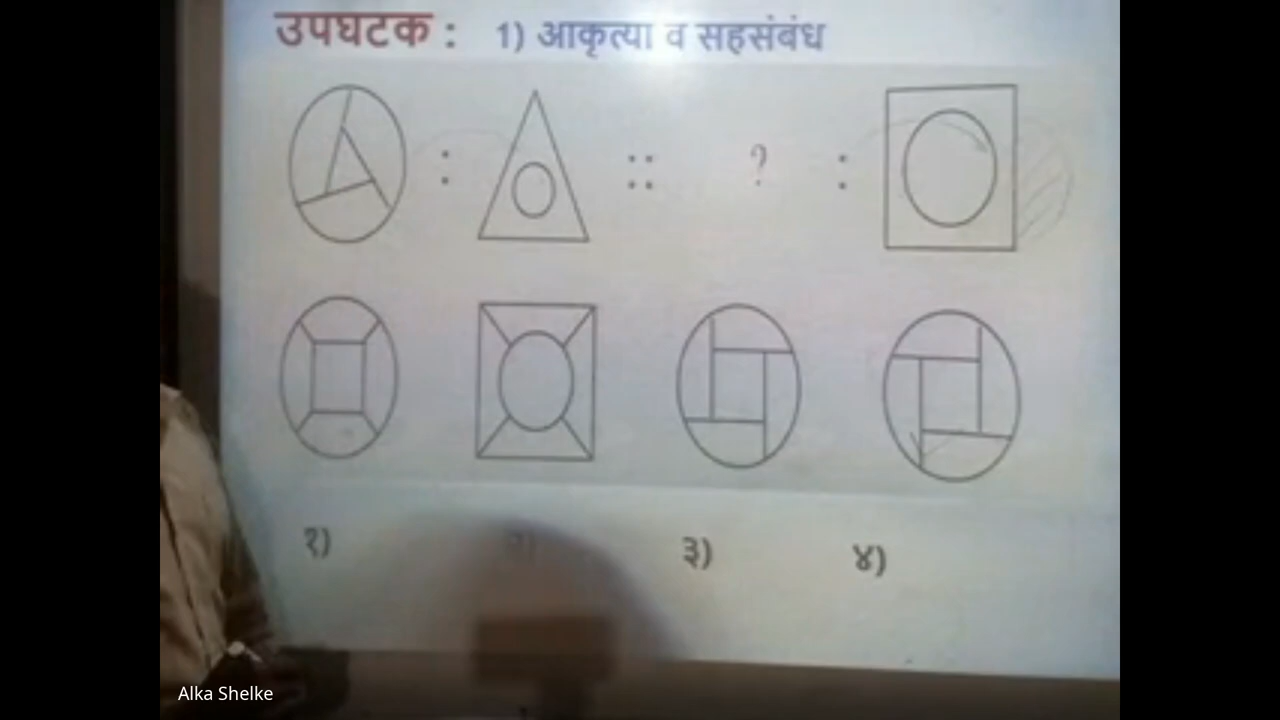 उपघटक : 1) आकृत्या व सहसंबंध
: :: ? :
१) ३) ४)
Alka Shelke